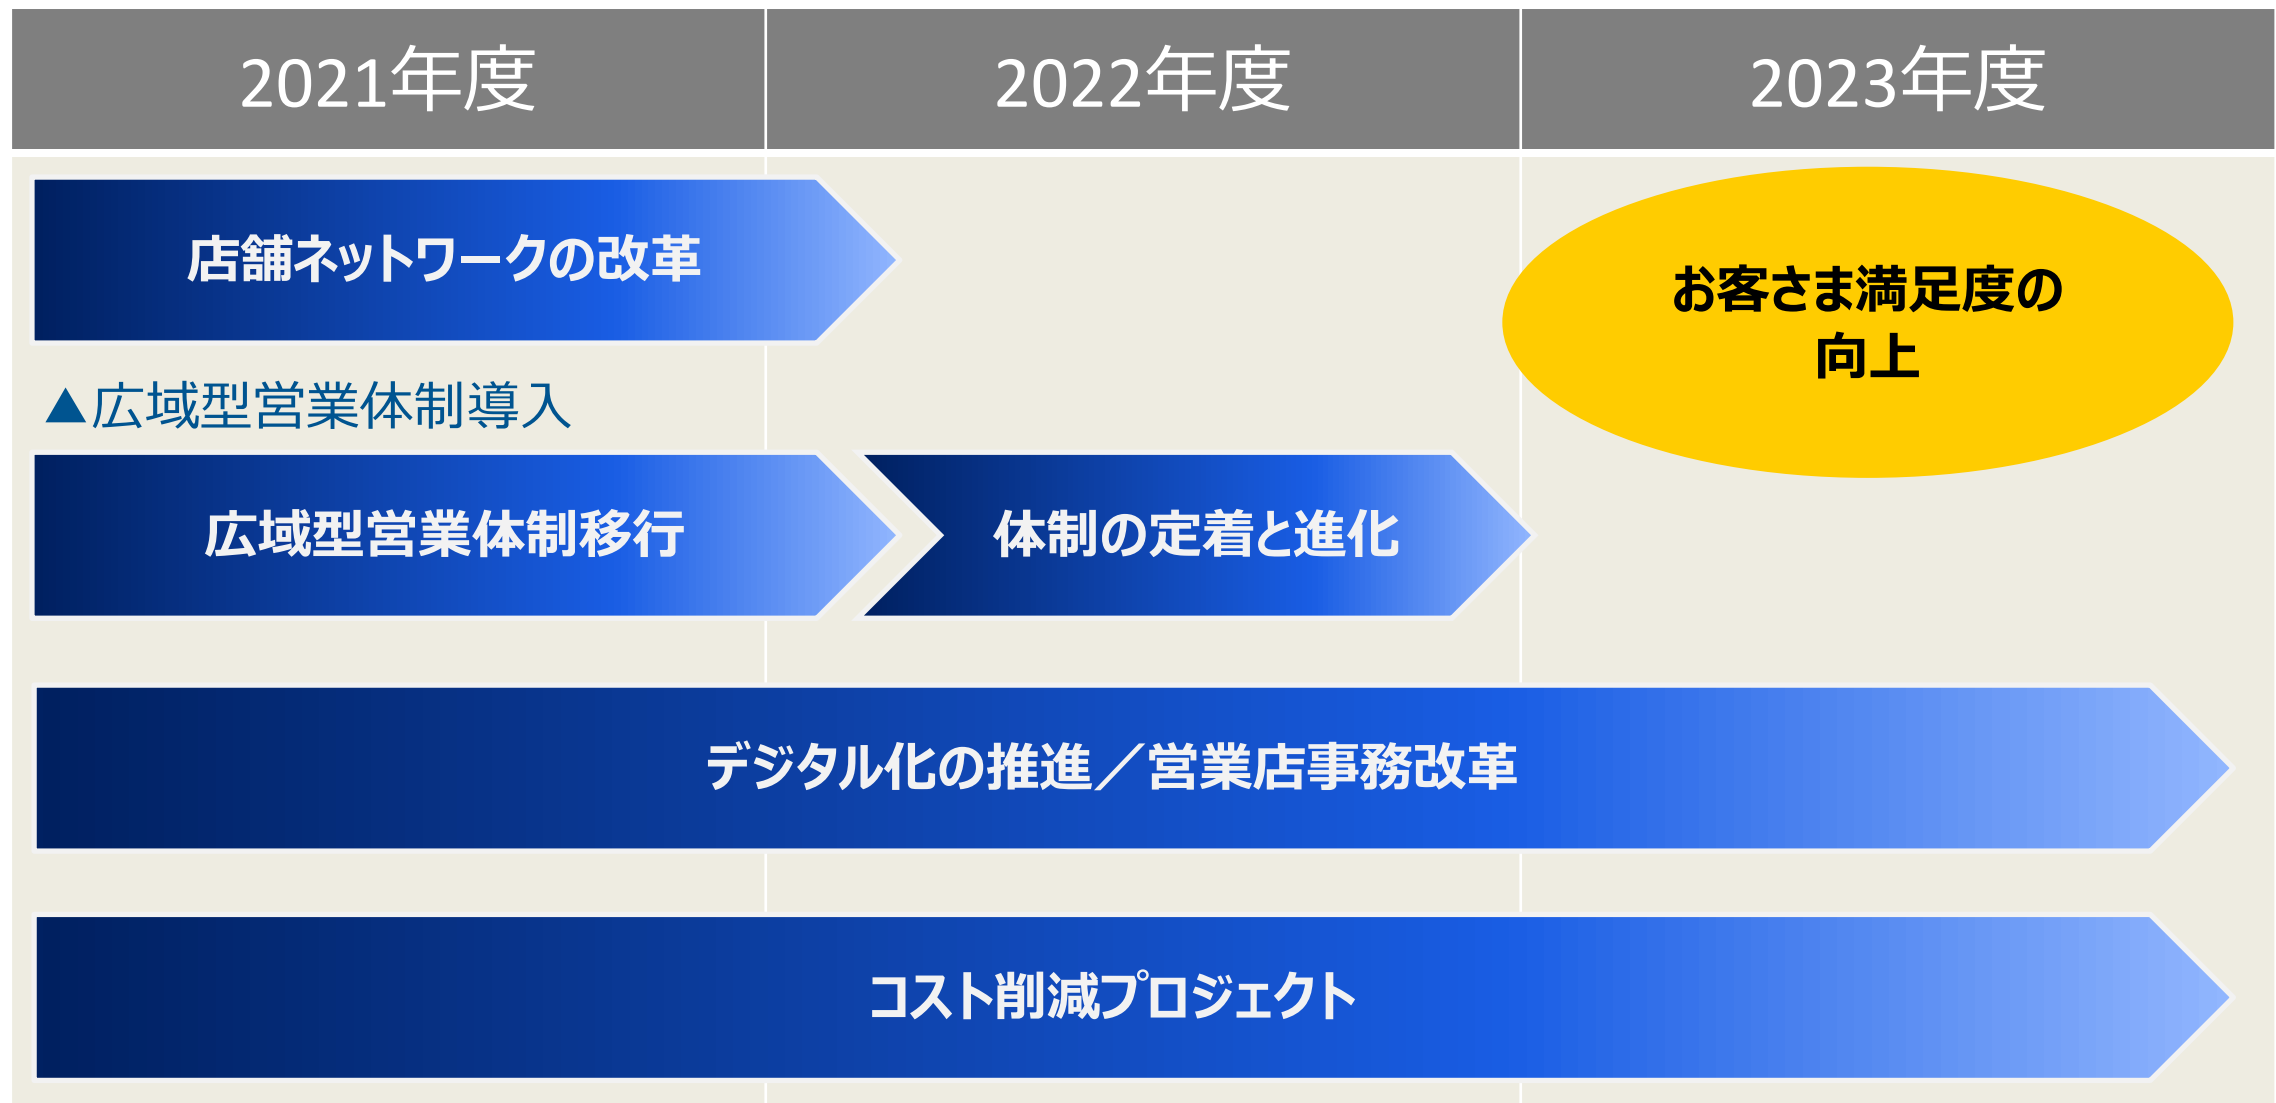 2021年度
2022年度
2023年度
店舗ネットワークの改革
お客さま満足度の
向上
▲広域型営業体制導入
広域型営業体制移行
体制の定着と進化
デジタル化の推進／営業店事務改革
コスト削減プロジェクト